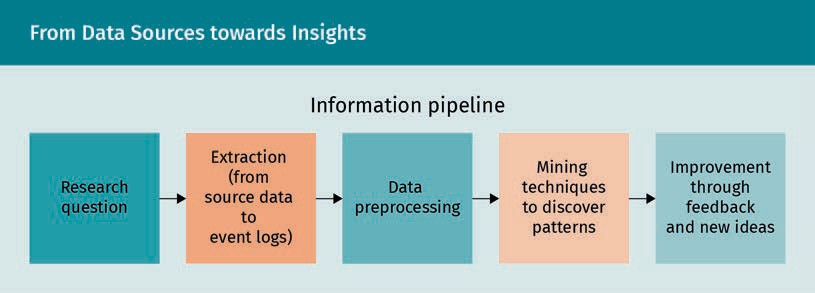 From Data Sources towards Insights
Information pipeline
Research
question
Extraction
(from
source data
to
event logs)
Data
preprocessing
Mining
techniques
to discover
patterns
Improvement
through
feedback
and new ideas